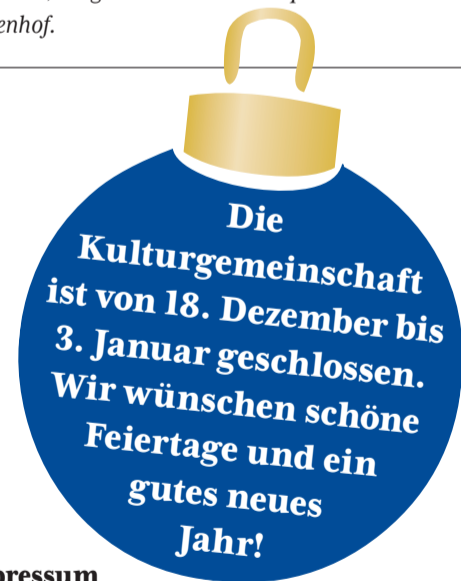 enhof.
Die
Kulturgemeinschaft
ist von 18. Dezember bis
3. Januar geschlossen.
Wir wünschen schöne
Feiertage und ein
gutes neues
Jahr!
pressum